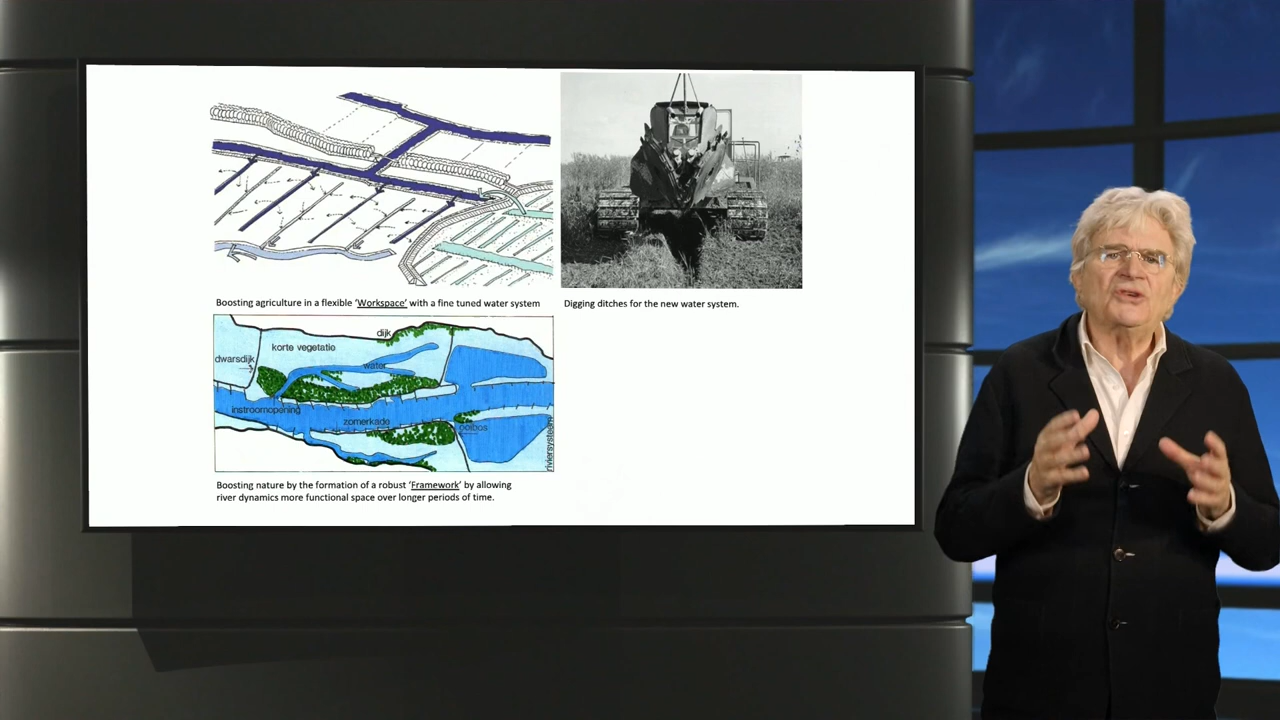 Boosting agriculture in a flexible ‘Workspace’ with a fine tuned water system
Digging ditches for the new water system.
dijk
korte vegetatie
dwarsdijk
water
instroomopening
zomerkade
ooibos
riviersysteem
Boosting nature by the formation of a robust ‘Framework’ by allowing
river dynamics more functional space over longer periods of time.